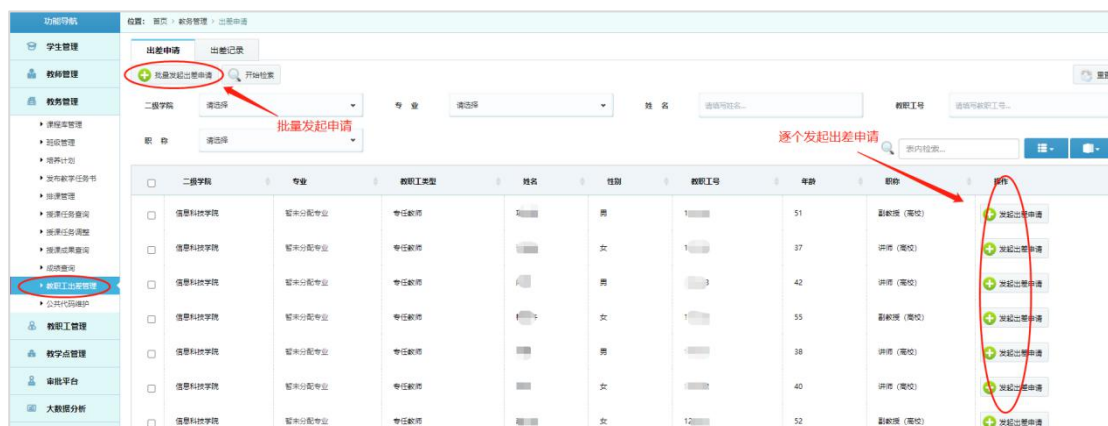 功能导航
位置： 首页 › 教务管理 › 出差申请
学生管理
教师管理
教务管理
课程库管理
班级管理
培养计划
发布教学任务书
排课管理
授课任务查询
授课任务调整
授课成果查询
成绩查询
教职工出差管理
公共代码维护
教职工管理
教学点管理
审批平台
大数据分析
出差申请 出差记录
批量发起出差申请 开始检索
二级学院 请选择 专 业 请选择 姓 名 请填写姓名... 教职工号 请填写教职工号...
批量发起申请
逐个发起出差申请
职 称 请选择 表内检索...
二级学院 专业 教职工类型 姓名 性别 教职工号 年龄 职称 操作
信息科技学院 暂未分配专业 专任教师 男 51 副教授（高校） 发起出差申请
信息科技学院 暂未分配专业 专任教师 女 37 讲师（高校） 发起出差申请
信息科技学院 暂未分配专业 专任教师 男 42 讲师（高校） 发起出差申请
信息科技学院 暂未分配专业 专任教师 女 55 副教授（高校） 发起出差申请
信息科技学院 暂未分配专业 专任教师 男 38 讲师（高校） 发起出差申请
信息科技学院 暂未分配专业 专任教师 女 40 讲师（高校） 发起出差申请
信息科技学院 暂未分配专业 专任教师 女 52 副教授（高校） 发起出差申请